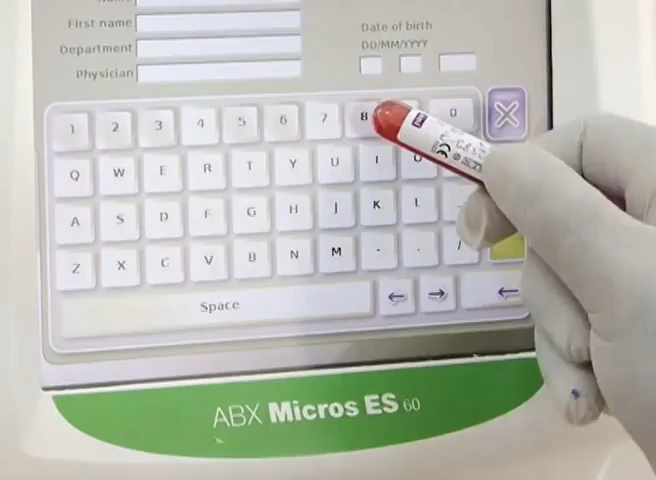 First name
Department
Physician
Date of birth
DD/MM/YYYY
1 2 3 4 5 6 7 8 0
Q W E R T Y U I O
A S D F G H J K L
Z X C V B N M - . /
Space
ABX Micros ES 60